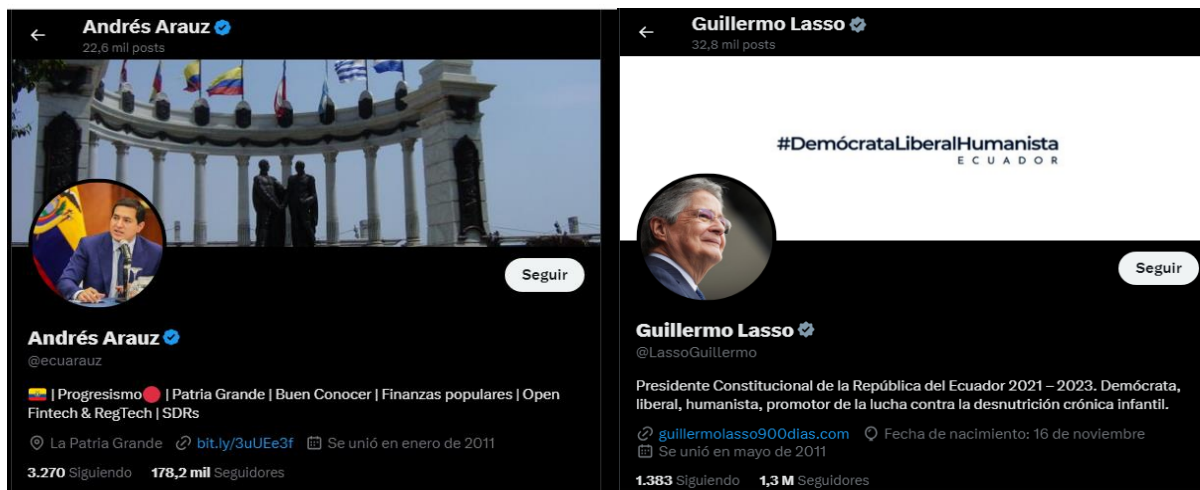 Andrés Arauz
22,6 mil posts
Seguir
Andrés Arauz
@ecuarauz
| Progresismo | Patria Grande | Buen Conocer | Finanzas populares | Open
Fintech & RegTech | SDRs
La Patria Grande bit.ly/3uUEe3f Se unió en enero de 2011
3.270 Siguiendo 178,2 mil Seguidores
Guillermo Lasso
32,8 mil posts
#DemócrataLiberalHumanista
ECUADOR
Seguir
Guillermo Lasso
@LassoGuillermo
Presidente Constitucional de la República del Ecuador 2021 – 2023. Demócrata,
liberal, humanista, promotor de la lucha contra la desnutrición crónica infantil.
guillermolasso900dias.com Fecha de nacimiento: 16 de noviembre
Se unió en mayo de 2011
1.383 Siguiendo 1,3 M Seguidores